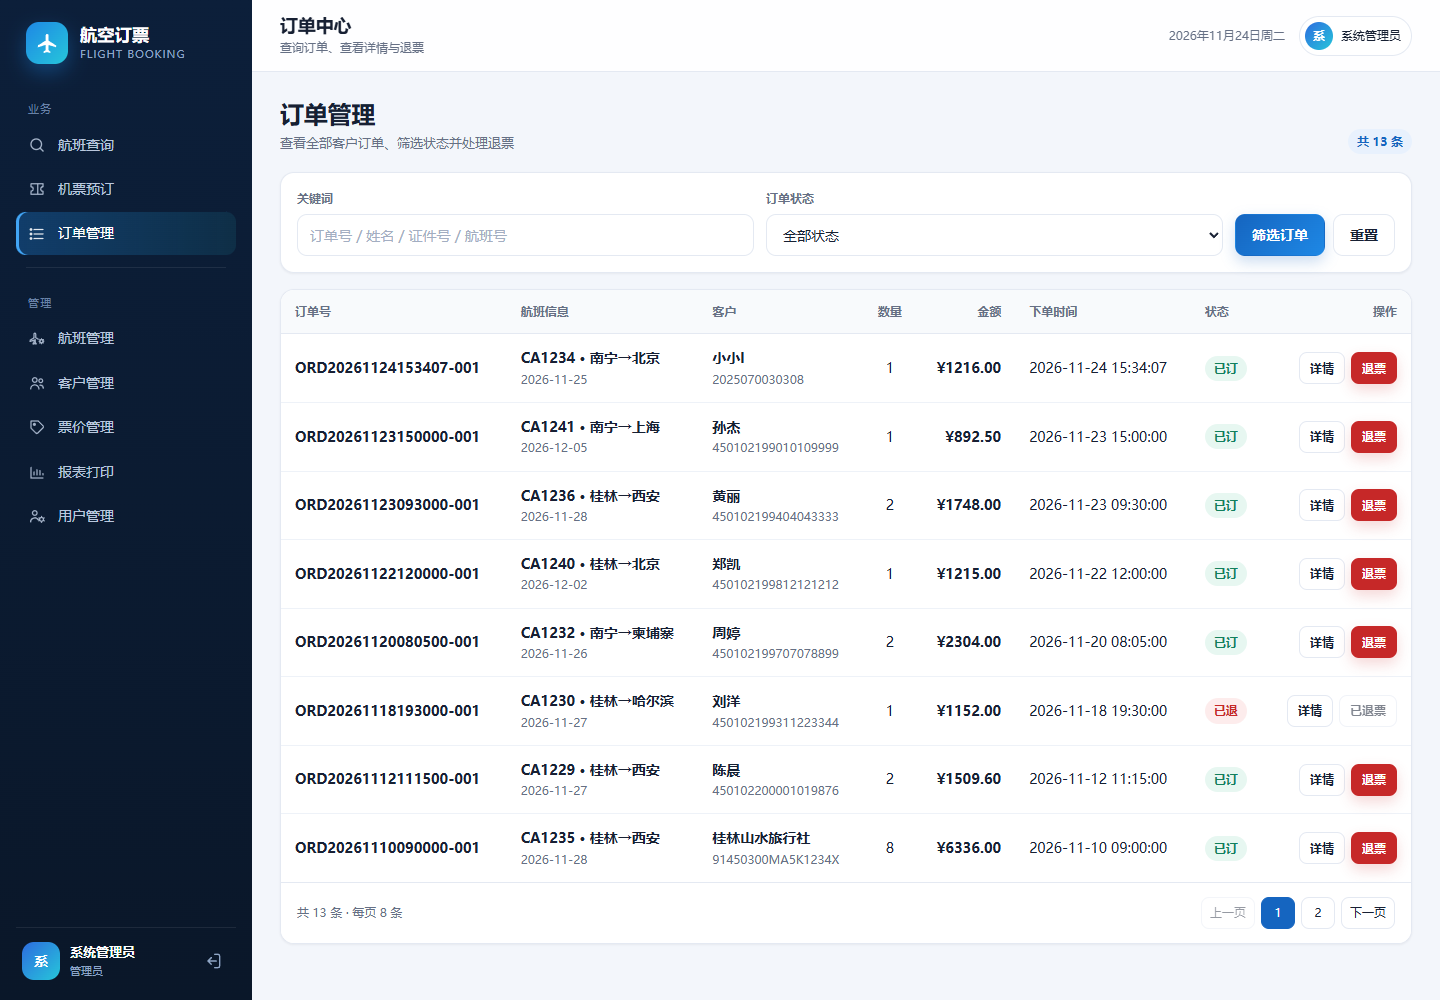 航空订票
FLIGHT BOOKING
业务
航班查询
机票预订
订单管理
管理
航班管理
客户管理
票价管理
报表打印
用户管理
系
系统管理员
管理员
订单中心
查询订单、查看详情与退票
2026年11月24日周二
系 系统管理员
订单管理
查看全部客户订单、筛选状态并处理退票
共 13 条
关键词
订单号 / 姓名 / 证件号 / 航班号
订单状态
全部状态
筛选订单 重置
订单号 航班信息 客户 数量 金额 下单时间 状态 操作
ORD20261124153407-001 CA1234 • 南宁→北京 小小 1 ¥1216.00 2026-11-24 15:34:07 已订 详情 退票
2026-11-25 2025070030308
ORD20261123150000-001 CA1241 • 南宁→上海 孙杰 1 ¥892.50 2026-11-23 15:00:00 已订 详情 退票
2026-12-05 450102199010109999
ORD20261123093000-001 CA1236 • 桂林→西安 黄丽 2 ¥1748.00 2026-11-23 09:30:00 已订 详情 退票
2026-11-28 450102199404043333
ORD20261122120000-001 CA1240 • 桂林→北京 郑凯 1 ¥1215.00 2026-11-22 12:00:00 已订 详情 退票
2026-12-02 450102199812121212
ORD20261120080500-001 CA1232 • 南宁→柬埔寨 周婷 2 ¥2304.00 2026-11-20 08:05:00 已订 详情 退票
2026-11-26 450102199707078899
ORD20261118193000-001 CA1230 • 桂林→哈尔滨 刘洋 1 ¥1152.00 2026-11-18 19:30:00 已退 详情 已退票
2026-11-27 450102199311223344
ORD20261112111500-001 CA1229 • 桂林→西安 陈晨 2 ¥1509.60 2026-11-12 11:15:00 已订 详情 退票
2026-11-27 450102200001019876
ORD20261110090000-001 CA1235 • 桂林→西安 桂林山水旅行社 8 ¥6336.00 2026-11-10 09:00:00 已订 详情 退票
2026-11-28 91450300MA5K1234X
共 13 条 · 每页 8 条
上一页 1 2 下一页